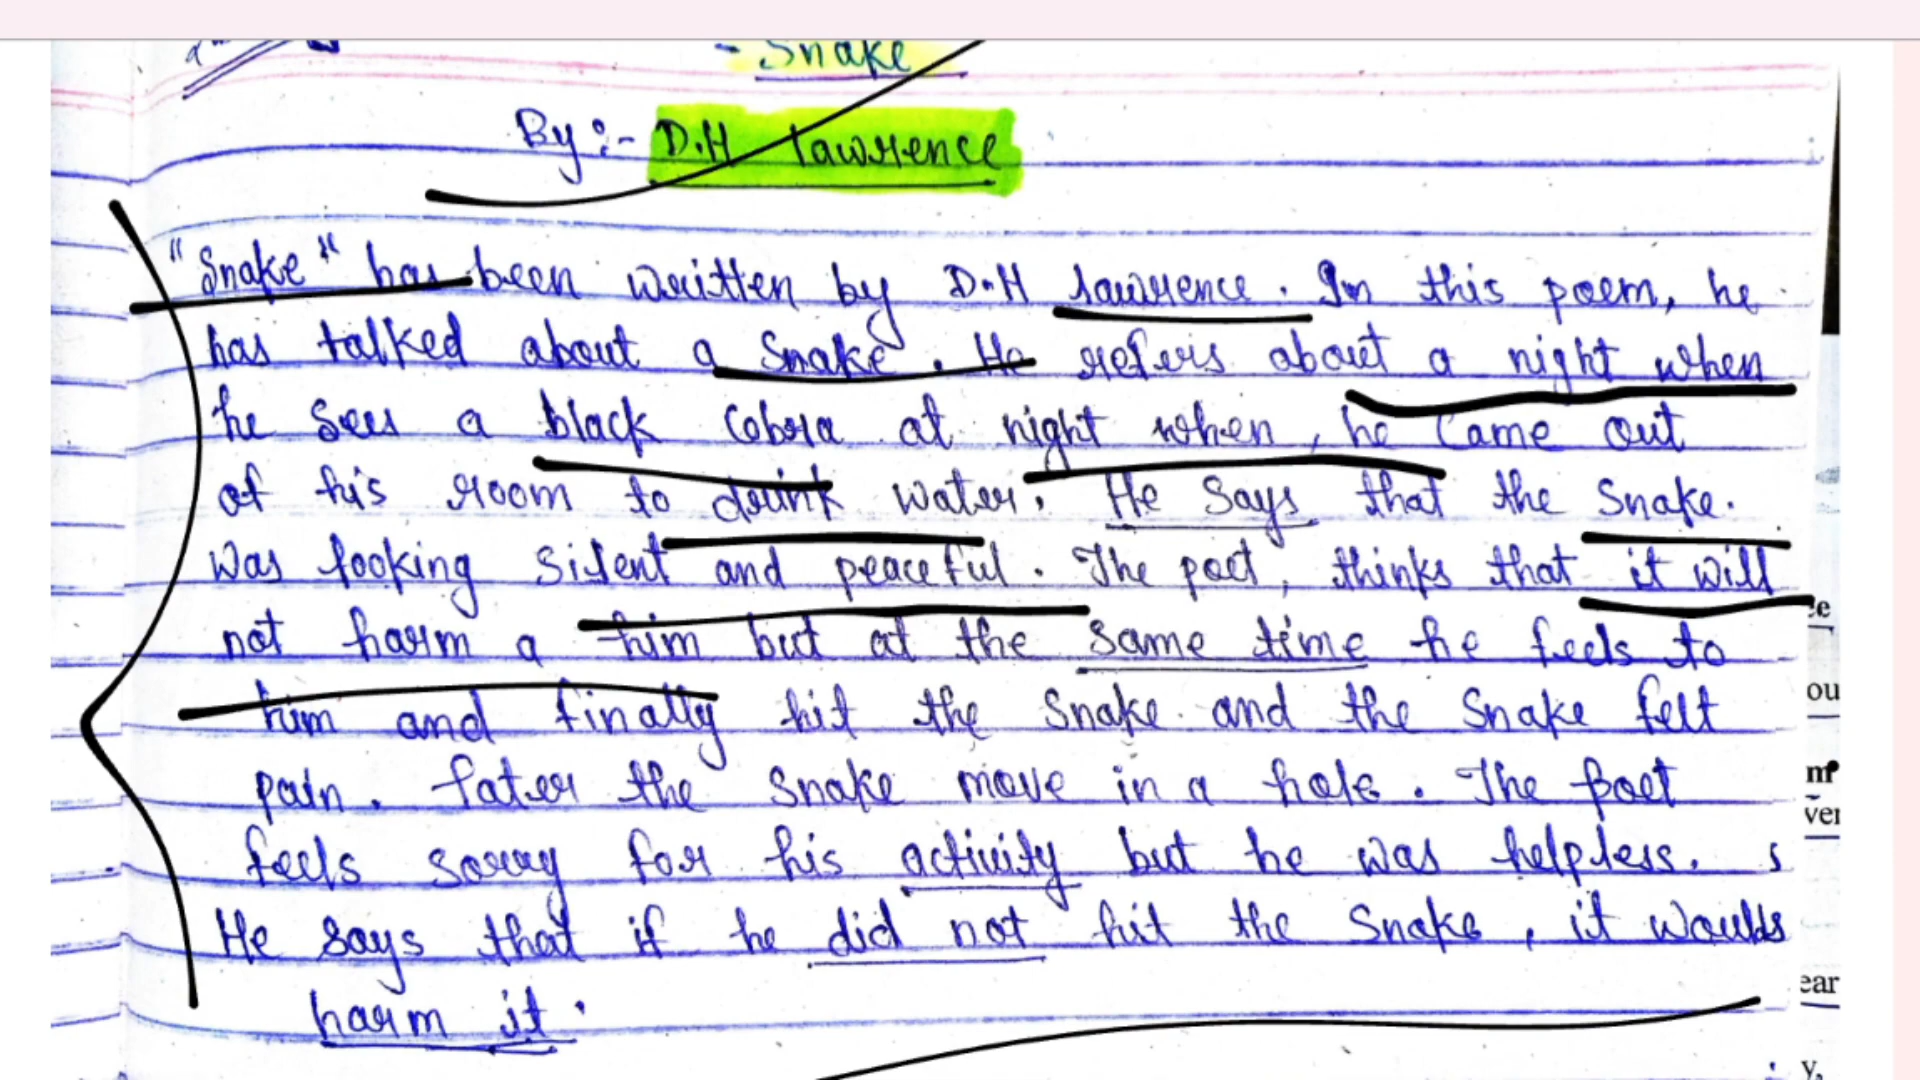 - Snake
By :- D.H lawrence
"Snake" has been written by D.H lawrence. In this poem, he
has talked about a snake. He refers about a night when
he sees a black Cobra at night when, he came out
of his room to drink water. He says that the snake.
was looking silent and peaceful. The poet, thinks that it will
not harm a him but at the same time he feels to
him and finally hit the snake and the snake felt
pain. later the snake move in a hole. The poet
feels sorry for his activity but he was helpless. s
He says that if he did not hit the snake, it would
harm it.
ou
ver
ear
y,